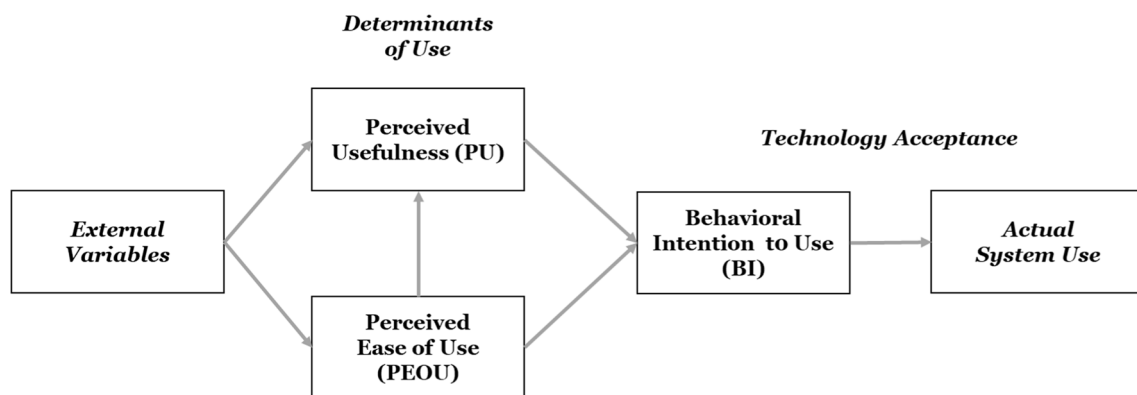 Determinants
of Use
Perceived
Usefulness (PU)
Technology Acceptance
External
Variables
Behavioral
Intention to Use
(BI)
Actual
System Use
Perceived
Ease of Use
(PEOU)